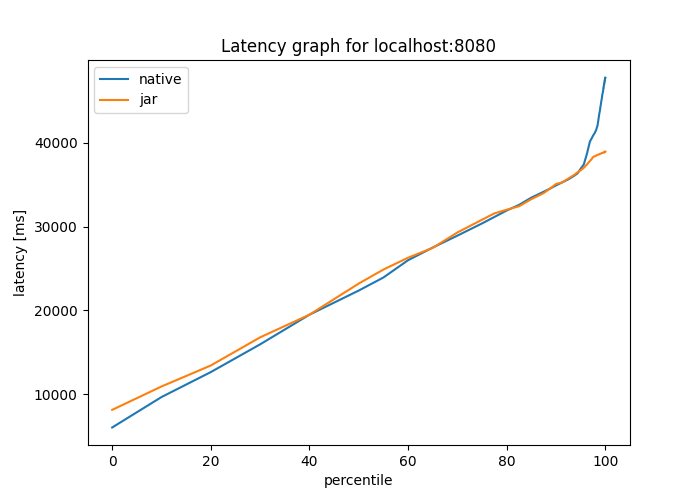 Latency graph for localhost:8080
native
jar
40000
30000
20000
10000
latency [ms]
0 20 40 60 80 100
percentile